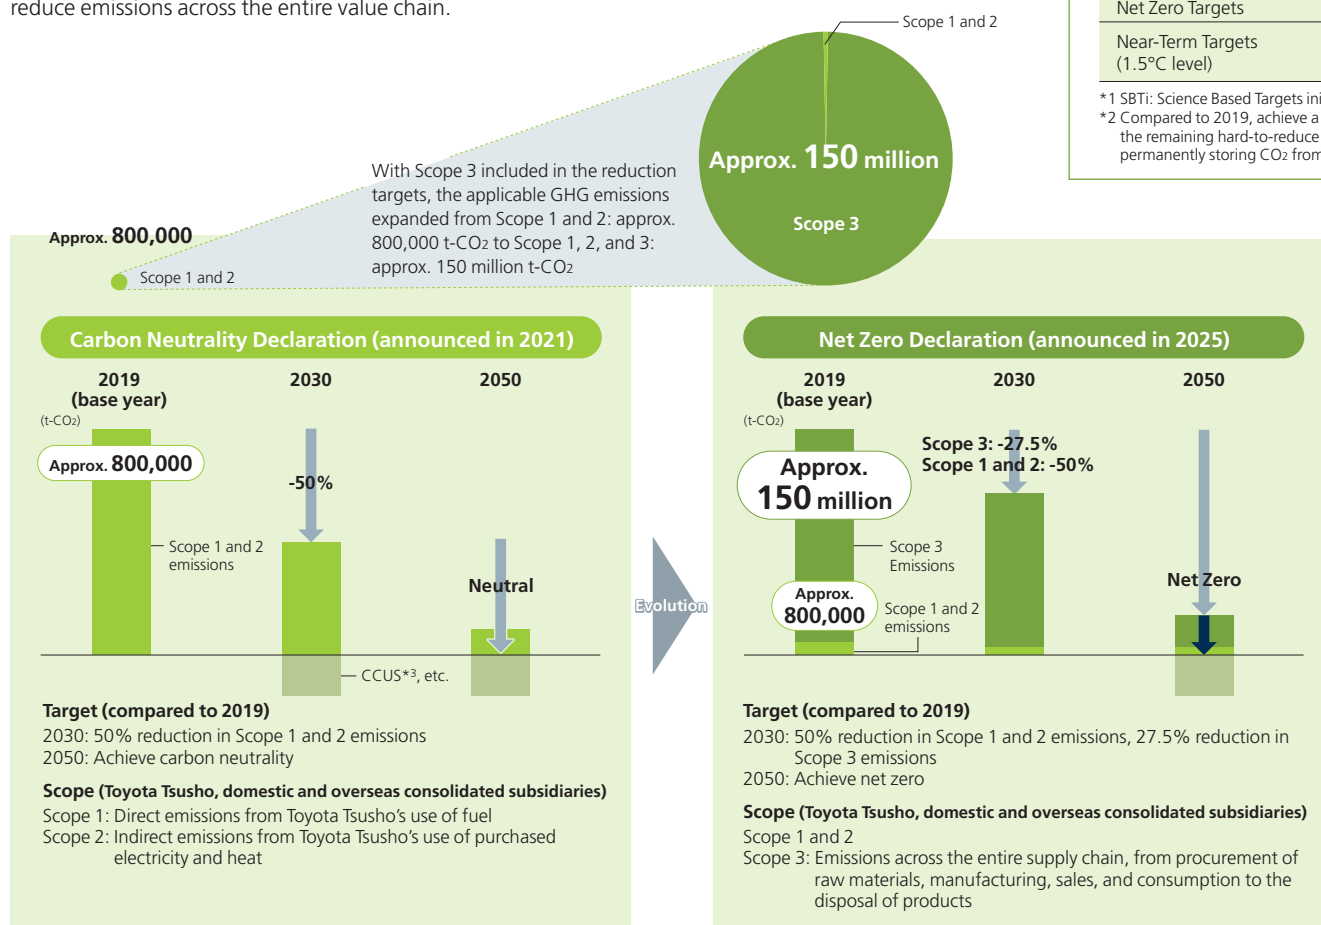 reduce emissions across the entire value chain.
Net Zero Targets
Near-Term Targets
(1.5°C level)
*1 SBTi: Science Based Targets ini
*2 Compared to 2019, achieve a
the remaining hard-to-reduce
permanently storing CO2 from
Scope 1 and 2
Approx. 150 million
Scope 3
With Scope 3 included in the reduction
targets, the applicable GHG emissions
expanded from Scope 1 and 2: approx.
800,000 t-CO2 to Scope 1, 2, and 3:
approx. 150 million t-CO2
Approx. 800,000
Scope 1 and 2
Carbon Neutrality Declaration (announced in 2021)
2019
(base year)
2030
2050
(t-CO2)
Approx. 800,000
-50%
Scope 1 and 2
emissions
Neutral
CCUS*3, etc.
Target (compared to 2019)
2030: 50% reduction in Scope 1 and 2 emissions
2050: Achieve carbon neutrality
Scope (Toyota Tsusho, domestic and overseas consolidated subsidiaries)
Scope 1: Direct emissions from Toyota Tsusho's use of fuel
Scope 2: Indirect emissions from Toyota Tsusho's use of purchased
electricity and heat
Evolution
Net Zero Declaration (announced in 2025)
2019
(base year)
2030
2050
(t-CO2)
Approx.
150 million
Scope 3: -27.5%
Scope 1 and 2: -50%
Scope 3
Emissions
Approx.
800,000
Scope 1 and 2
emissions
Net Zero
Target (compared to 2019)
2030: 50% reduction in Scope 1 and 2 emissions, 27.5% reduction in
Scope 3 emissions
2050: Achieve net zero
Scope (Toyota Tsusho, domestic and overseas consolidated subsidiaries)
Scope 1 and 2
Scope 3: Emissions across the entire supply chain, from procurement of
raw materials, manufacturing, sales, and consumption to the
disposal of products